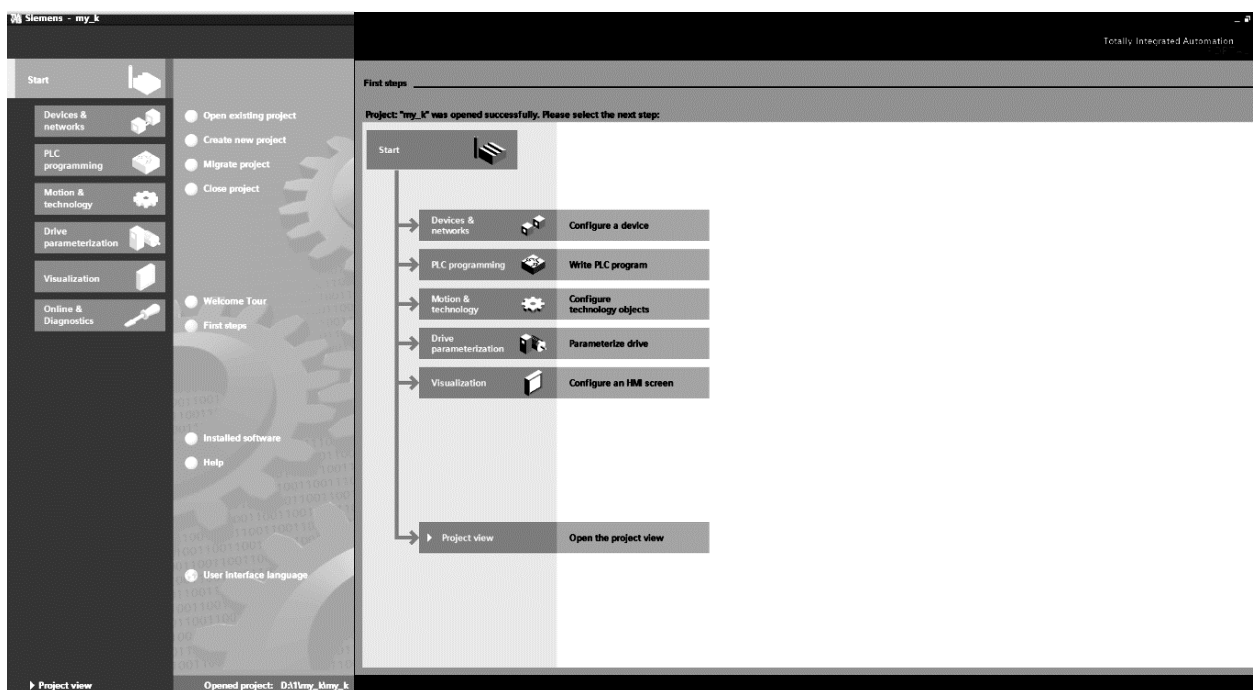 Siemens - my_k
Totally Integrated Automation
Start
Devices &
networks
PLC
programming
Motion &
technology
Drive
parameterization
Visualization
Online &
Diagnostics
Open existing project
Create new project
Migrate project
Close project
Welcome Tour
First steps
Installed software
Help
User interface language
First steps
Project: "my_k" was opened successfully. Please select the next step:
Start
Devices &
networks
Configure a device
PLC programming
Write PLC program
Motion &
technology
Configure
technology objects
Drive
parameterization
Parameterize drive
Visualization
Configure an HMI screen
Project view
Open the project view
Project view
Opened project: D:\1\my_k\my_k